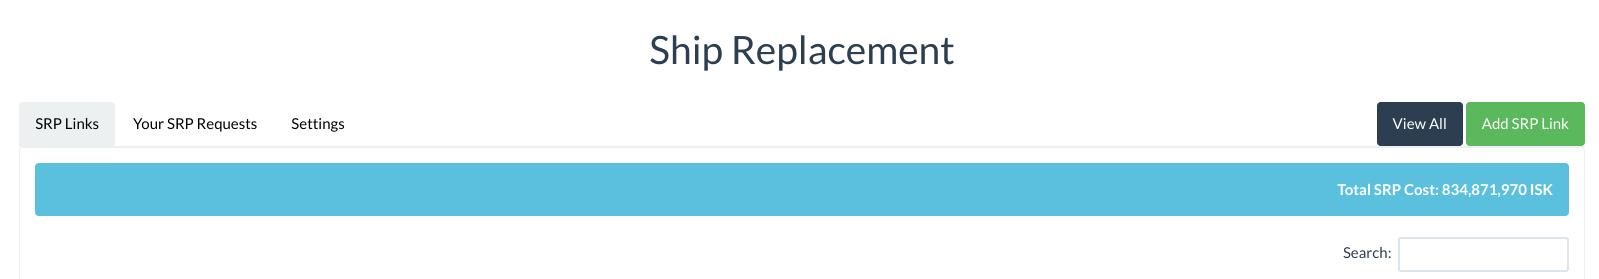 Ship Replacement
SRP Links Your SRP Requests Settings View All Add SRP Link
Total SRP Cost: 834,871,970 ISK
Search: